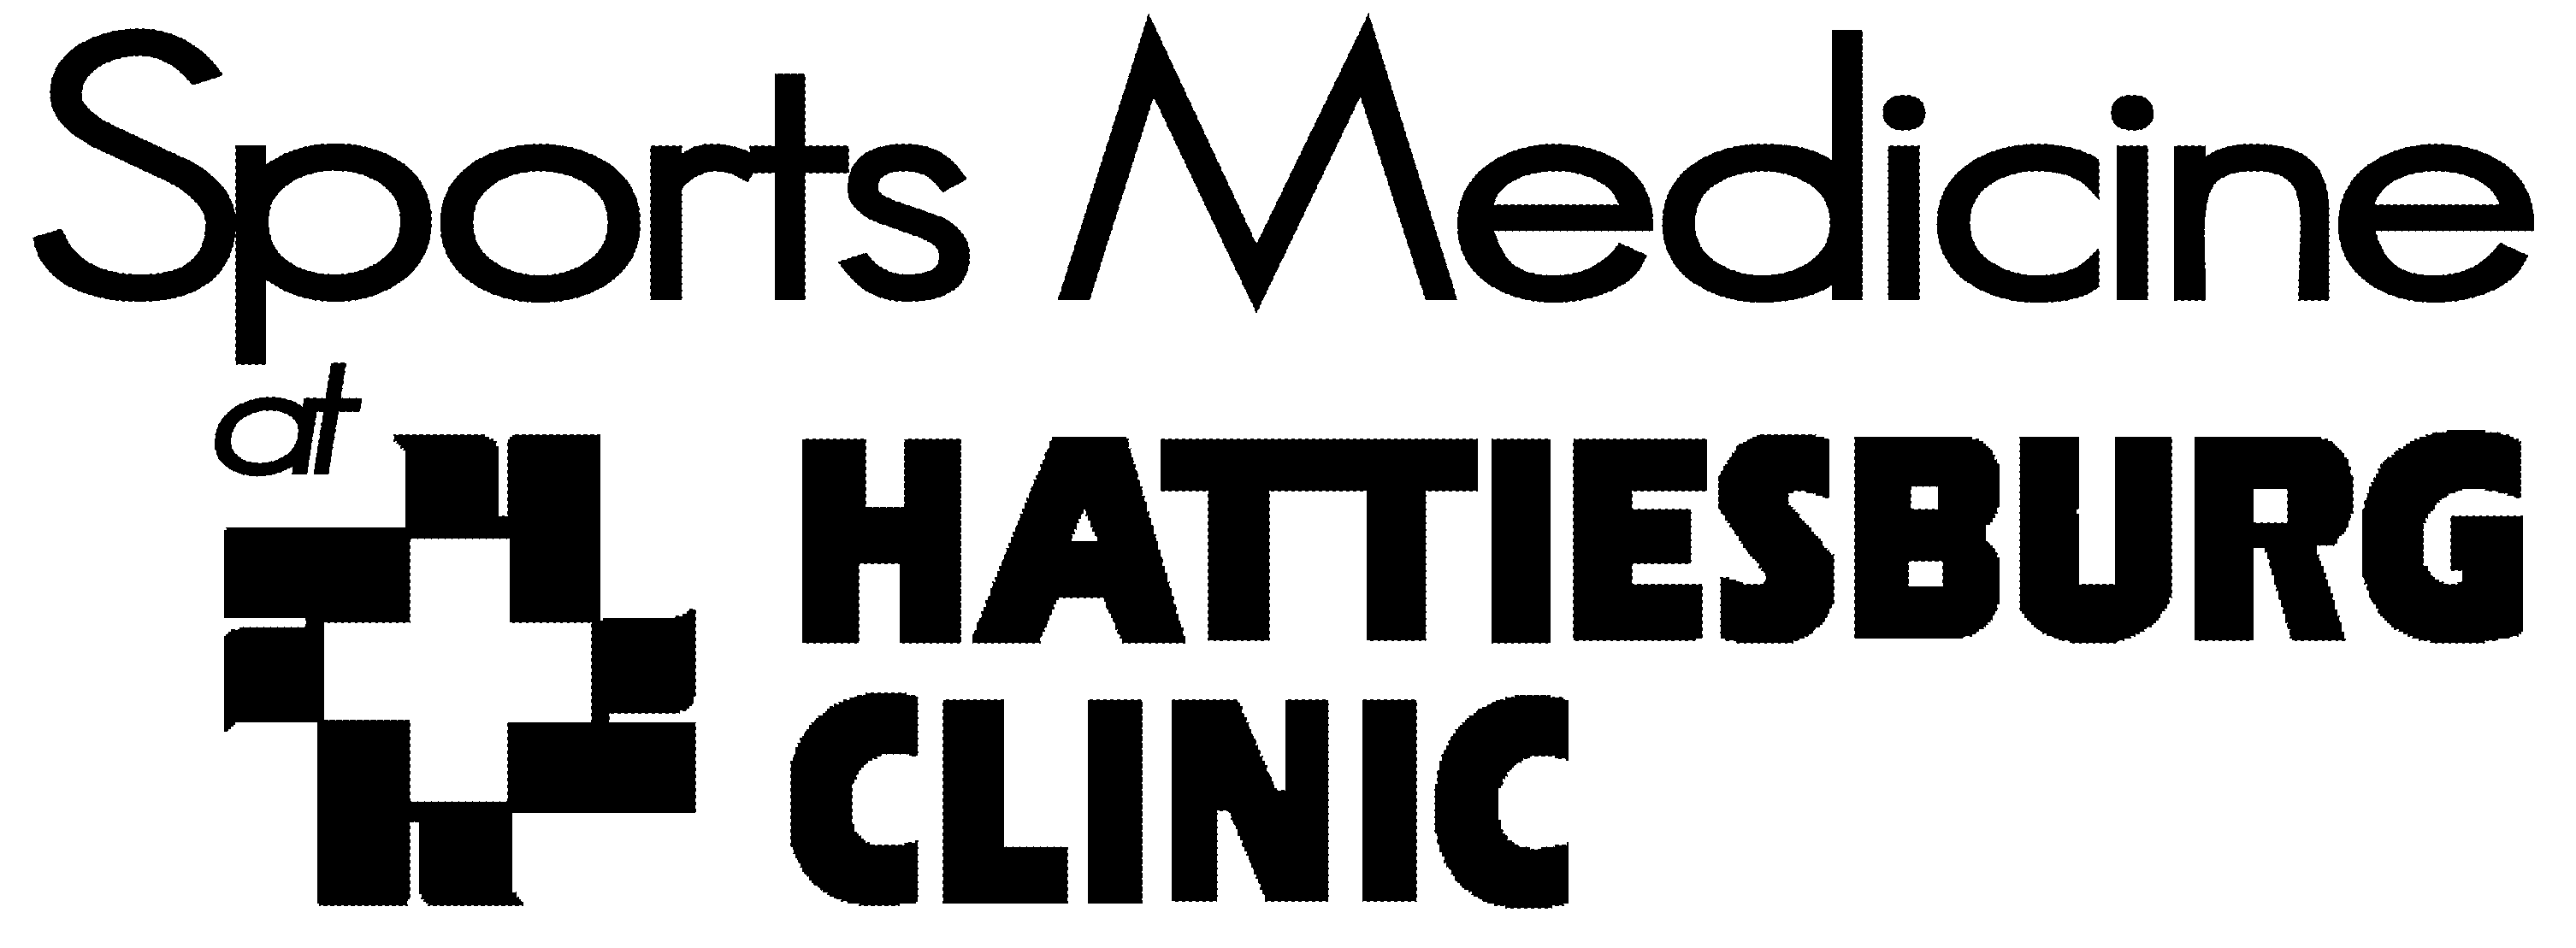 Sports Medicine
at
HATTIESBURG
CLINIC